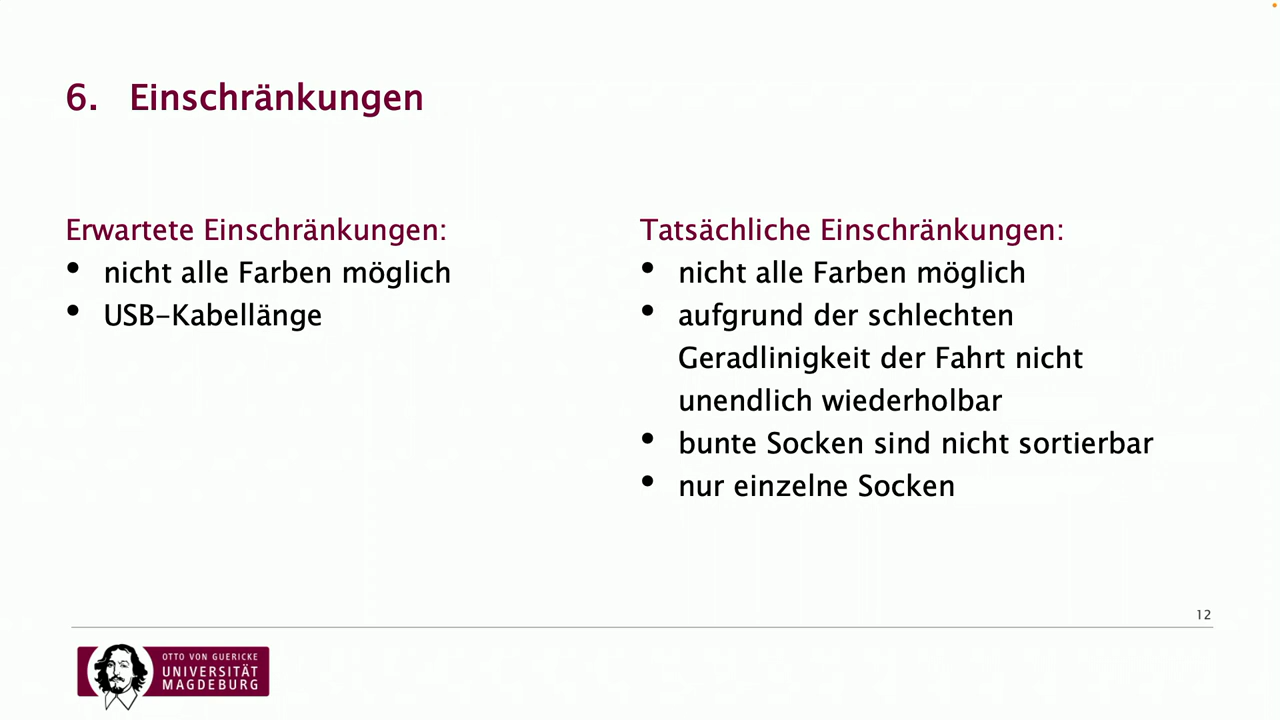 6. Einschränkungen
Erwartete Einschränkungen:
• nicht alle Farben möglich
• USB-Kabellänge
Tatsächliche Einschränkungen:
• nicht alle Farben möglich
• aufgrund der schlechten
Geradlinigkeit der Fahrt nicht
unendlich wiederholbar
• bunte Socken sind nicht sortierbar
• nur einzelne Socken
12
OTTO VON GUERICKE
UNIVERSITÄT
MAGDEBURG